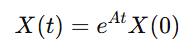 X(t) = e^{At}X(0)